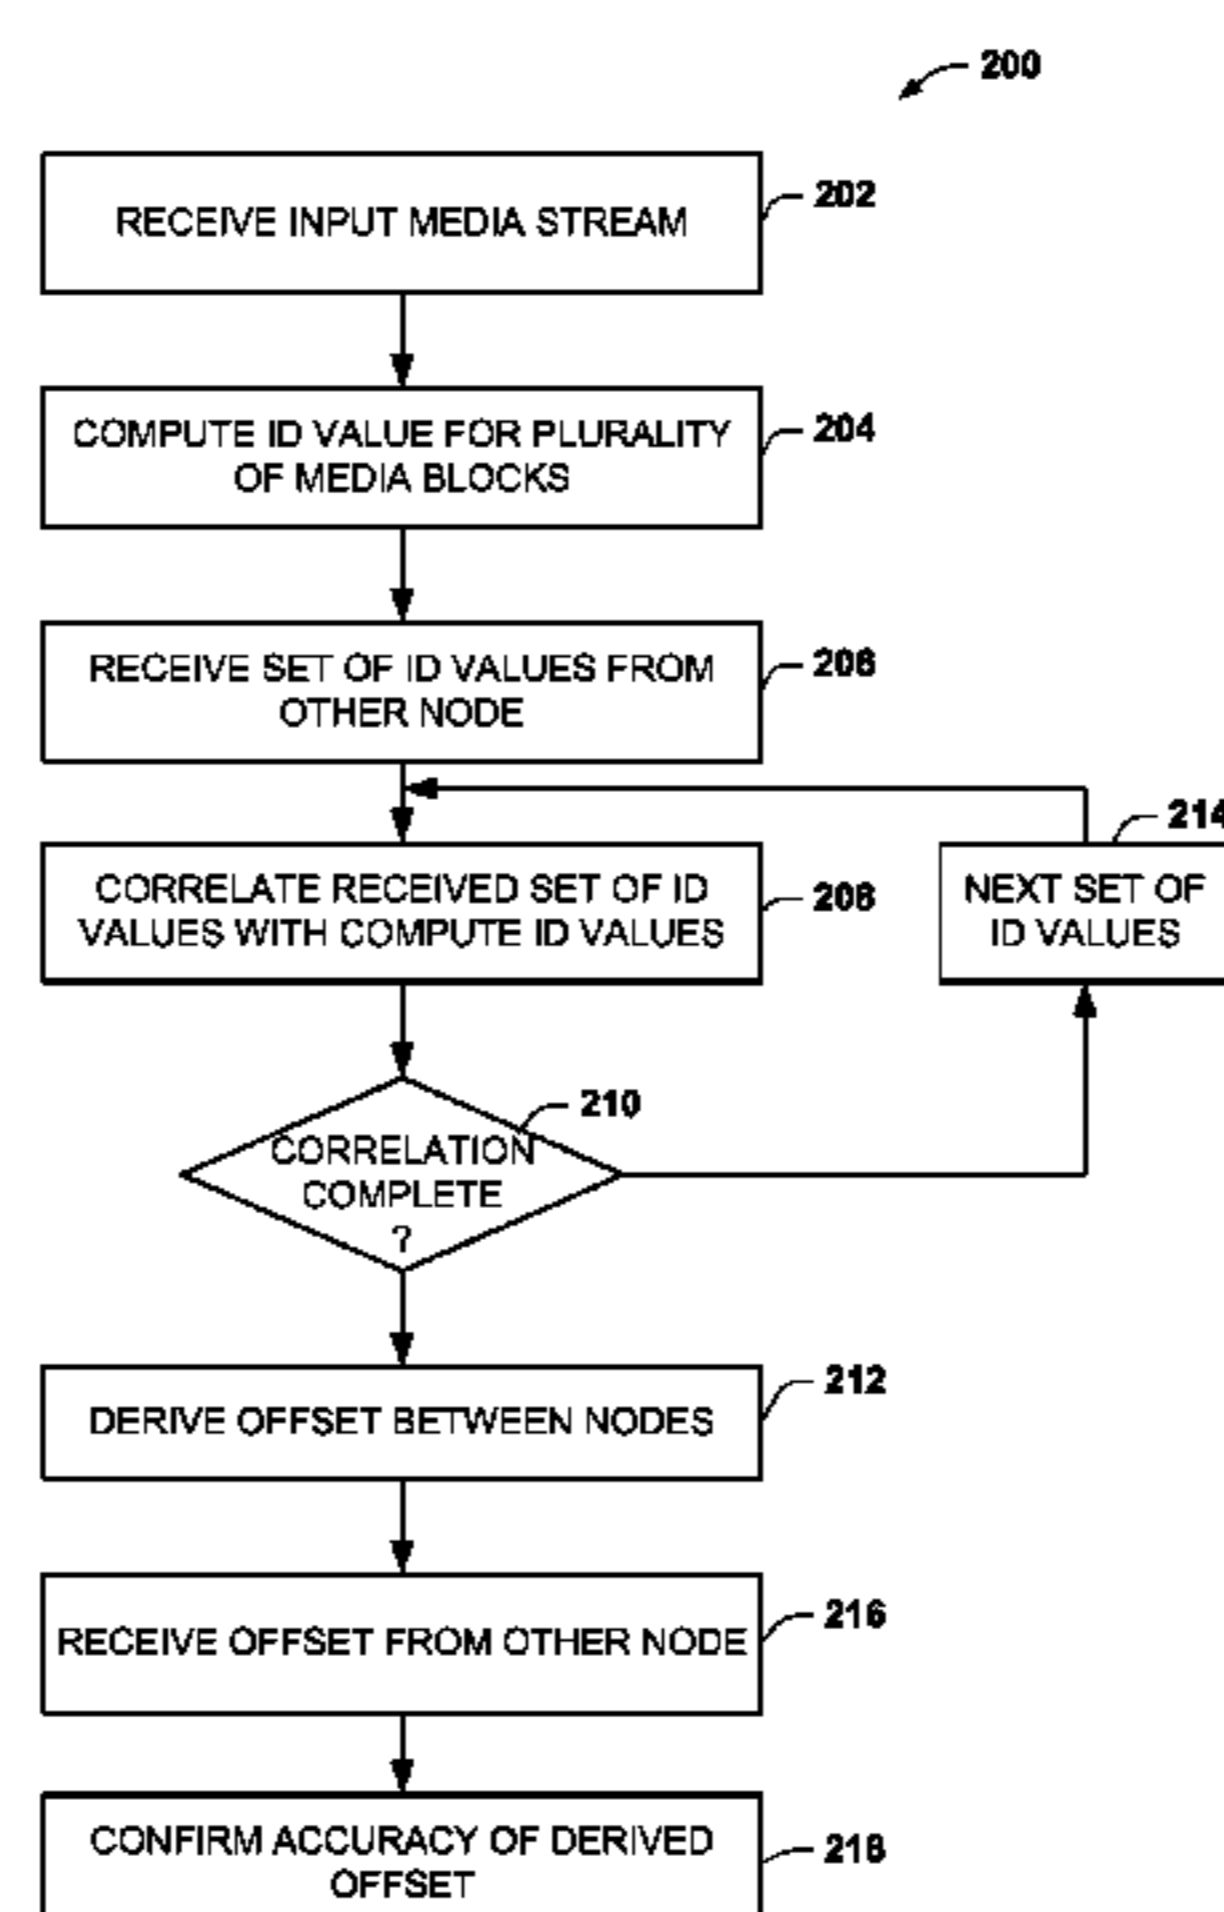 200
RECEIVE INPUT MEDIA STREAM
202
COMPUTE ID VALUE FOR PLURALITY
OF MEDIA BLOCKS
204
RECEIVE SET OF ID VALUES FROM
OTHER NODE
206
CORRELATE RECEIVED SET OF ID
VALUES WITH COMPUTE ID VALUES
208
214
NEXT SET OF
ID VALUES
210
CORRELATION
COMPLETE
?
212
DERIVE OFFSET BETWEEN NODES
216
RECEIVE OFFSET FROM OTHER NODE
CONFIRM ACCURACY OF DERIVED
OFFSET
218